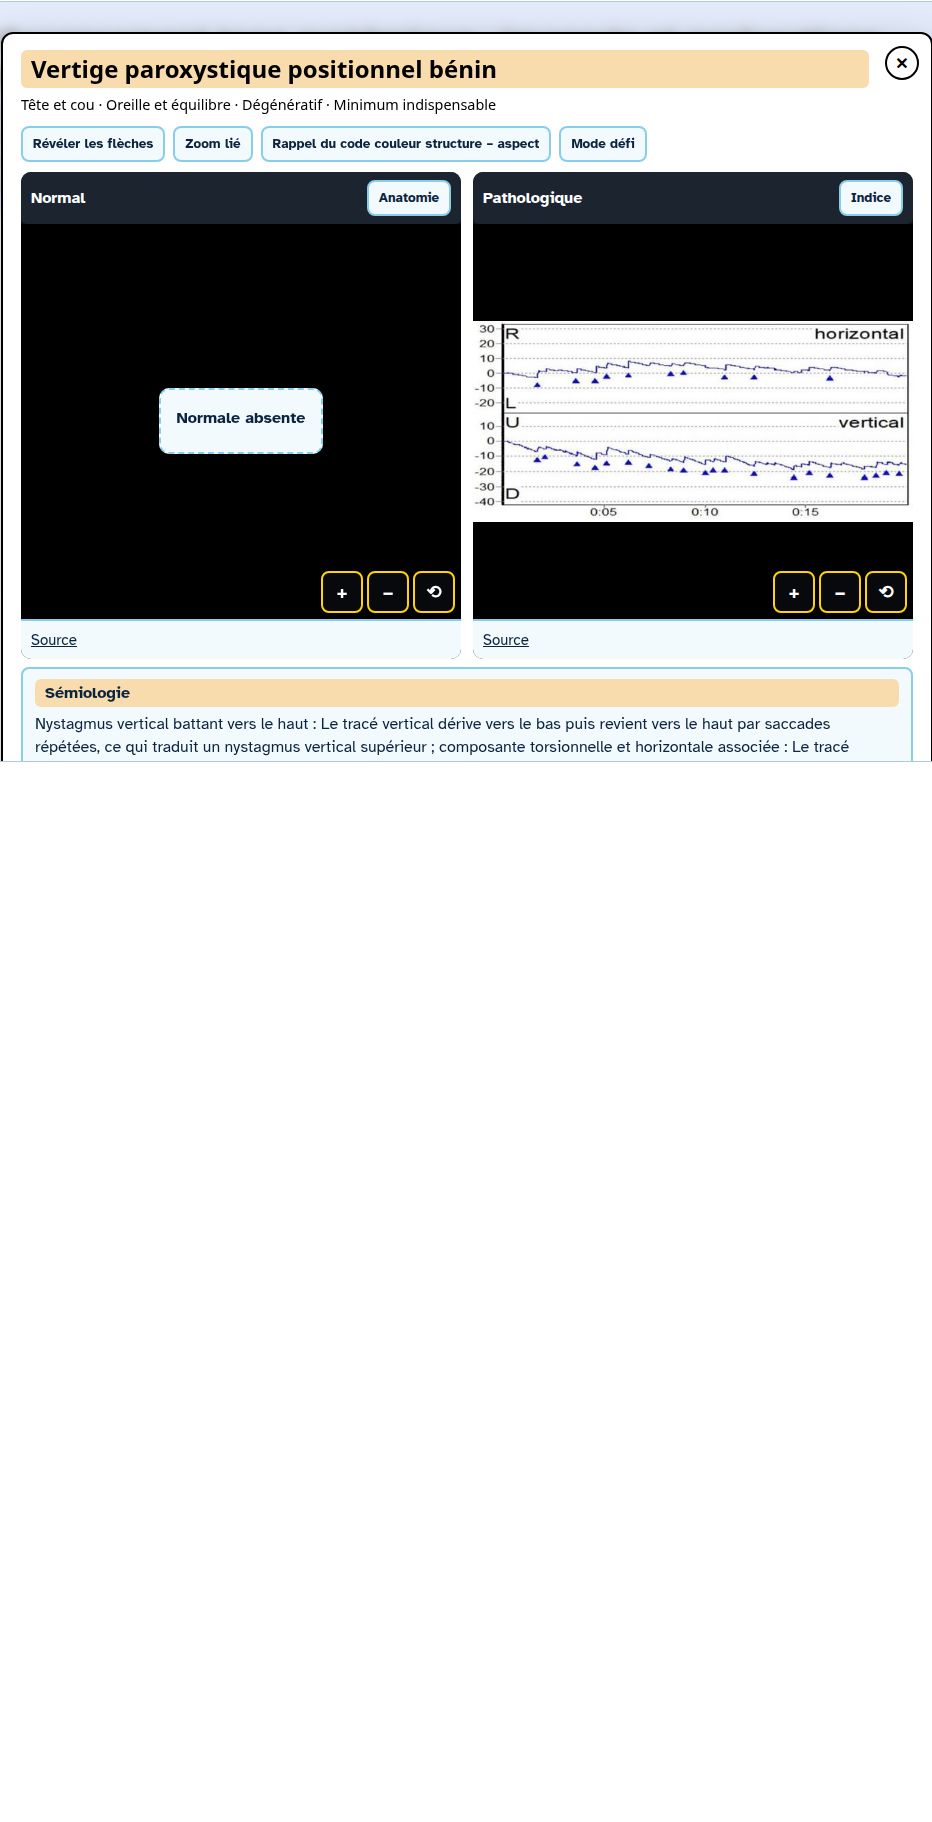 Vertige paroxystique positionnel bénin
✕
Tête et cou · Oreille et équilibre · Dégénératif · Minimum indispensable
Révéler les flèches
Zoom lié
Rappel du code couleur structure – aspect
Mode défi
Normal
Anatomie
Normale absente
+
–
⟲
Source
Pathologique
Indice
30
20
10
0
-10
-20
R
horizontal
L
10
0
-10
-20
-30
-40
U
vertical
D
0:05
0:10
0:15
+
–
⟲
Source
Sémiologie
Nystagmus vertical battant vers le haut : Le tracé vertical dérive vers le bas puis revient vers le haut par saccades
répétées, ce qui traduit un nystagmus vertical supérieur ; composante torsionnelle et horizontale associée : Le tracé